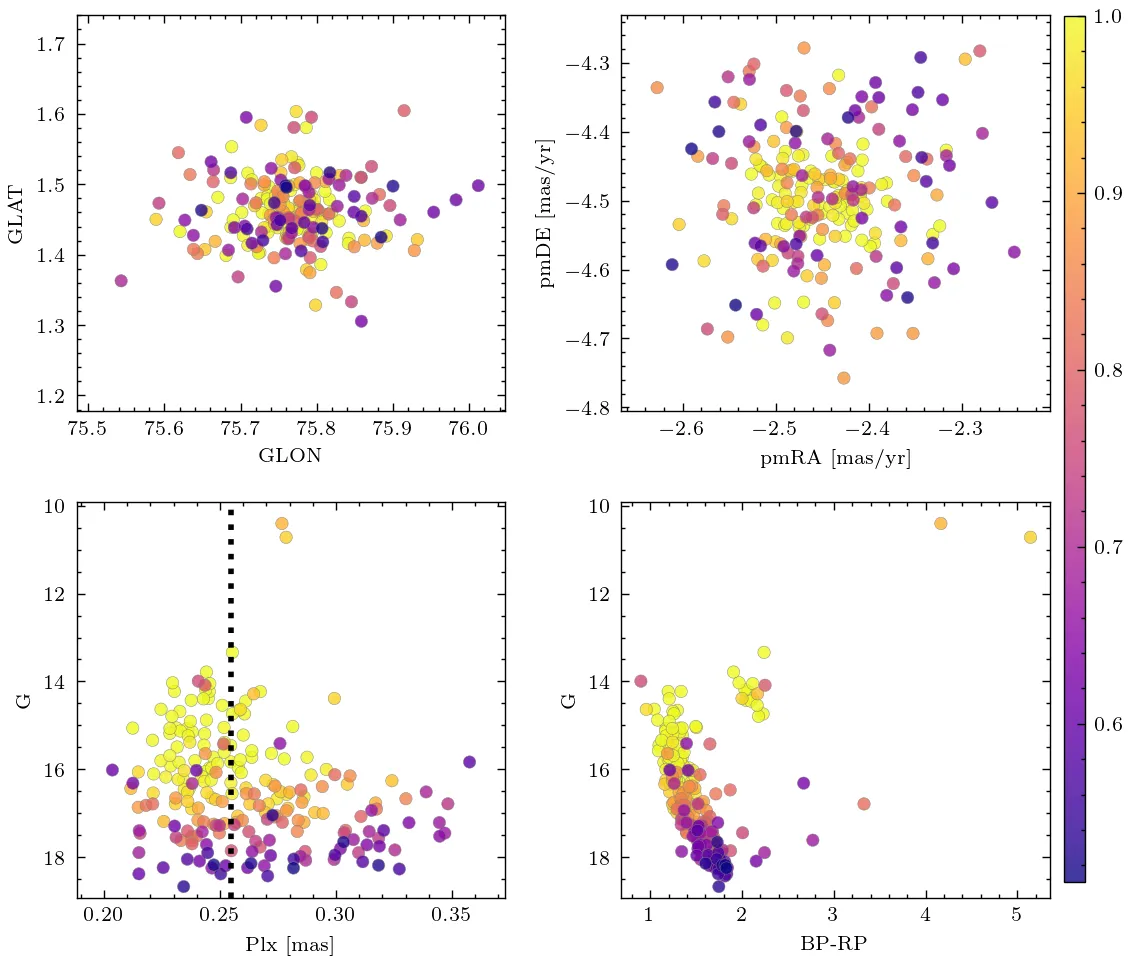 1.7
1.6
1.5
1.4
1.3
1.2
GLAT
75.5 75.6 75.7 75.8 75.9 76.0
GLON
−4.3
−4.4
−4.5
−4.6
−4.7
−4.8
pmDE [mas/yr]
−2.6 −2.5 −2.4 −2.3
pmRA [mas/yr]
1.0
0.9
0.8
0.7
0.6
10
12
14
16
18
G
0.20 0.25 0.30 0.35
Plx [mas]
10
12
14
16
18
G
1 2 3 4 5
BP-RP